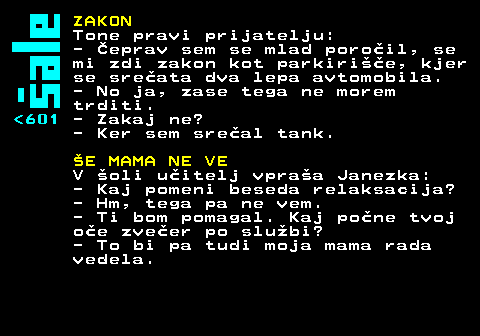 Šale
<601
ZAKON
Tone pravi prijatelju:
- Čeprav sem se mlad poročil, se
mi zdi zakon kot parkirišče, kjer
se srečata dva lepa avtomobila.
- No ja, zase tega ne morem
trditi.
- Zakaj ne?
- Ker sem srečal tank.
ŠE MAMA NE VE
V šoli učitelj vpraša Janezka:
- Kaj pomeni beseda relaksacija?
- Hm, tega pa ne vem.
- Ti bom pomagal. Kaj počne tvoj
oče zvečer po službi?
- To bi pa tudi moja mama rada
vedela.